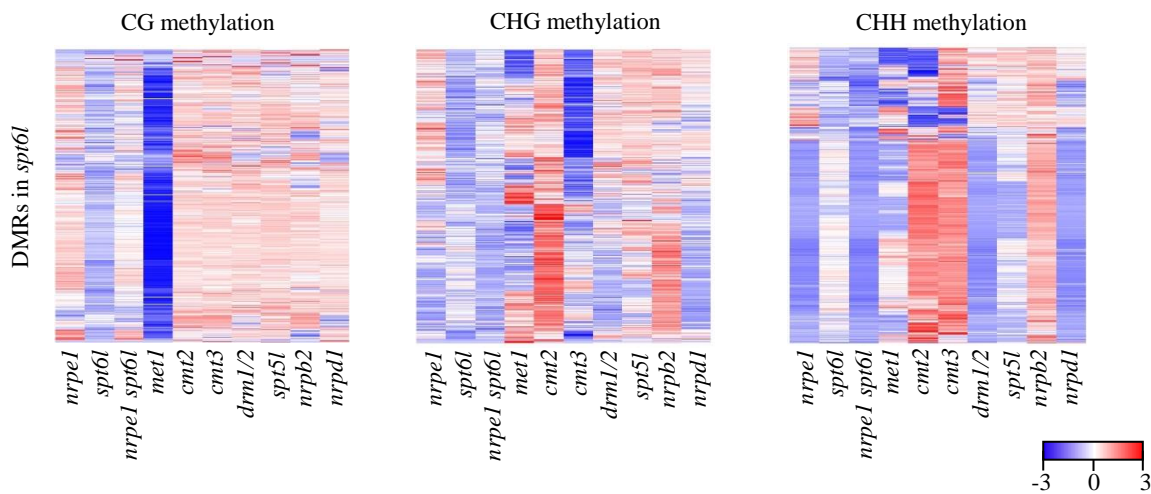 CG methylation
CHG methylation
CHH methylation
DMRs in spt6l
nrpe1
spt6l
nrpe1 spt6l
met1
cmt2
cmt3
drm1/2
spt5l
nrpb2
nrpd1
nrpe1
spt6l
nrpe1 spt6l
met1
cmt2
cmt3
drm1/2
spt5l
nrpb2
nrpd1
nrpe1
spt6l
nrpe1 spt6l
met1
cmt2
cmt3
drm1/2
spt5l
nrpb2
nrpd1
-3 0 3